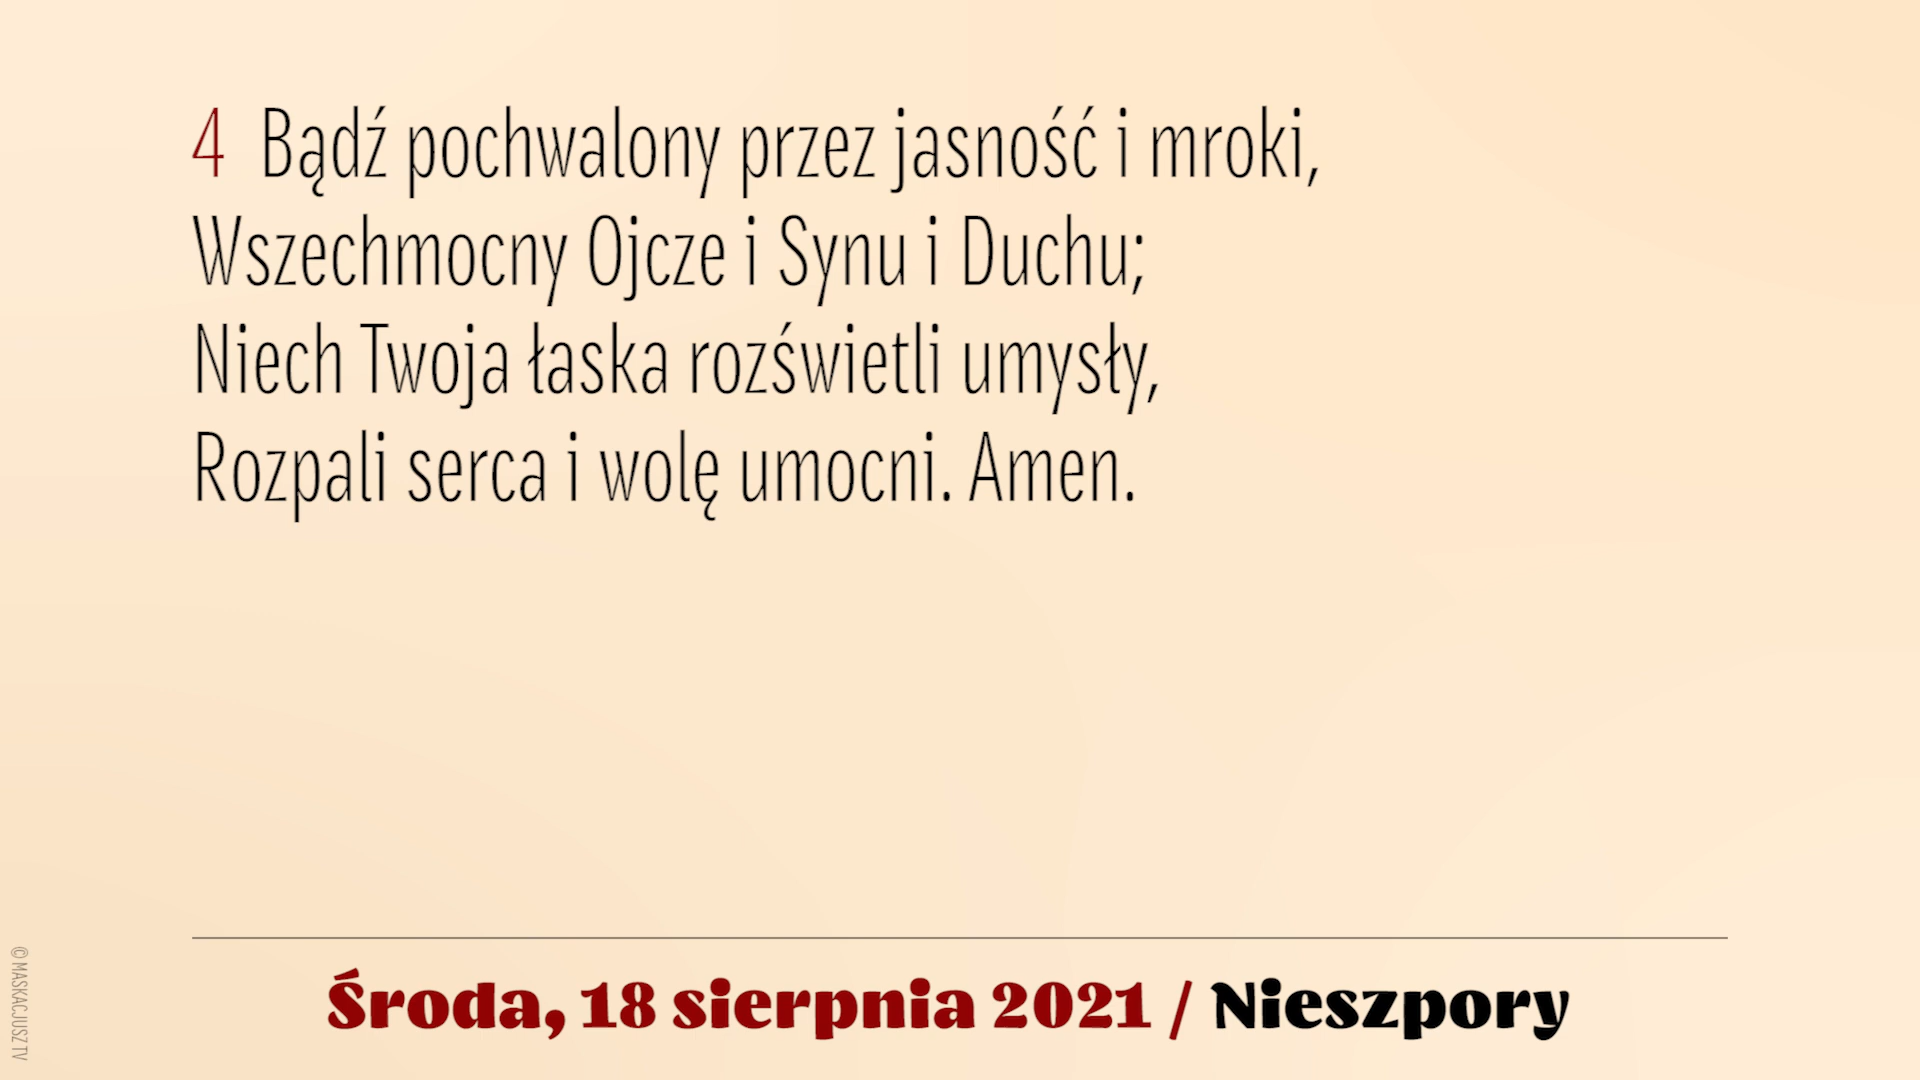 4 Bądź pochwalony przez jasność i mroki,
Wszechmocny Ojcze i Synu i Duchu;
Niech Twoja łaska rozświetli umysły,
Rozpali serca i wolę umocni. Amen.
Środa, 18 sierpnia 2021 / Nieszpory
© MASKACJUSZ TV